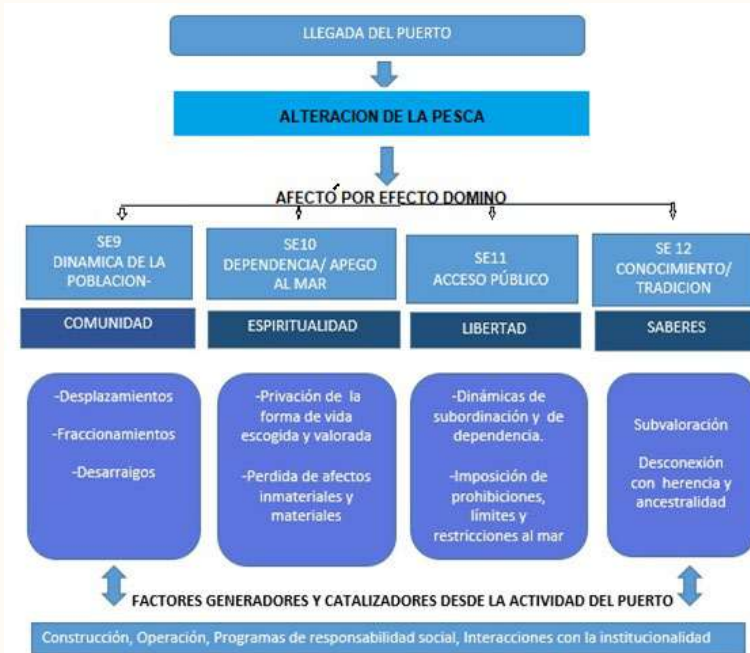 LLEGADA DEL PUERTO
ALTERACION DE LA PESCA
AFECTO POR EFECTO DOMINO
SE9
DINAMICA DE LA
POBLACION-
COMUNIDAD
-Desplazamientos
-Fraccionamientos
-Desarraigos
SE10
DEPENDENCIA/ APEGO
AL MAR
ESPIRITUALIDAD
-Privación de la
forma de vida
escogida y valorada
-Perdida de afectos
inmateriales y
materiales
SE11
ACCESO PÚBLICO
LIBERTAD
-Dinámicas de
subordinación y de
dependencia.
-Imposición de
prohibiciones,
límites y
restricciones al mar
SE 12
CONOCIMIENTO/
TRADICION
SABERES
Subvaloración
Desconexión
con herencia y
ancestralidad
FACTORES GENERADORES Y CATALIZADORES DESDE LA ACTIVIDAD DEL PUERTO
Construcción, Operación, Programas de responsabilidad social, Interacciones con la institucionalidad